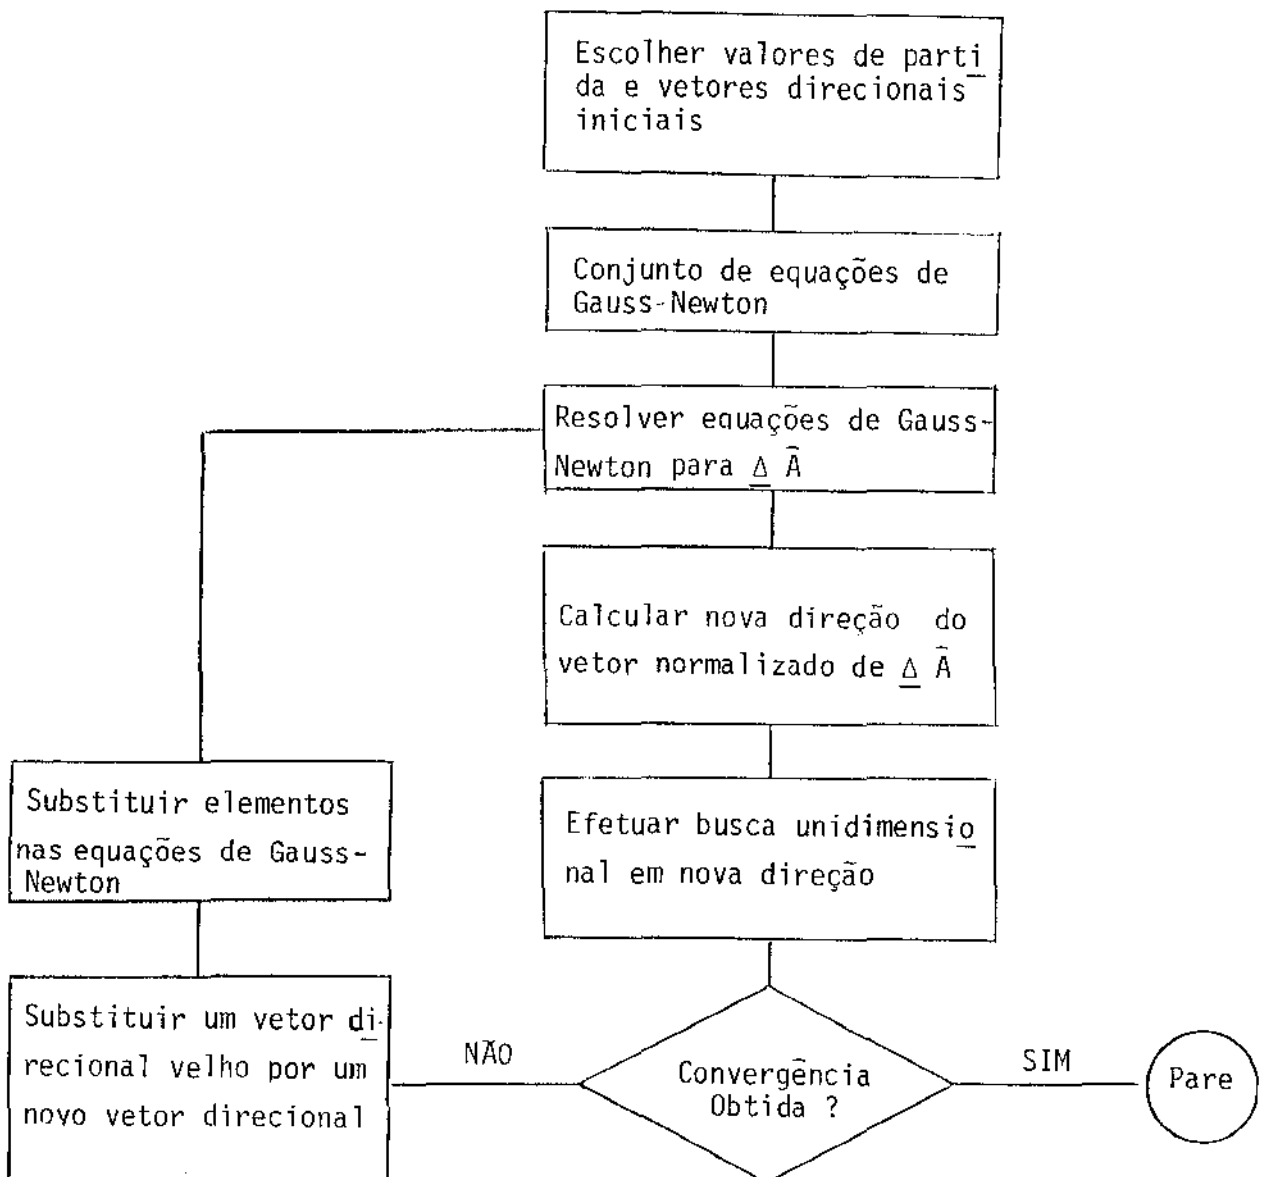 Escolher valores de parti
da e vetores direcionais
iniciais
Conjunto de equações de
Gauss-Newton
Resolver equações de Gauss-
Newton para Δ Ā
Calcular nova direção do
vetor normalizado de Δ Ā
Efetuar busca unidimensio
nal em nova direção
Convergência
Obtida ?
SIM
Pare
NÃO
Substituir um vetor di
recional velho por um
novo vetor direcional
Substituir elementos
nas equações de Gauss-
Newton